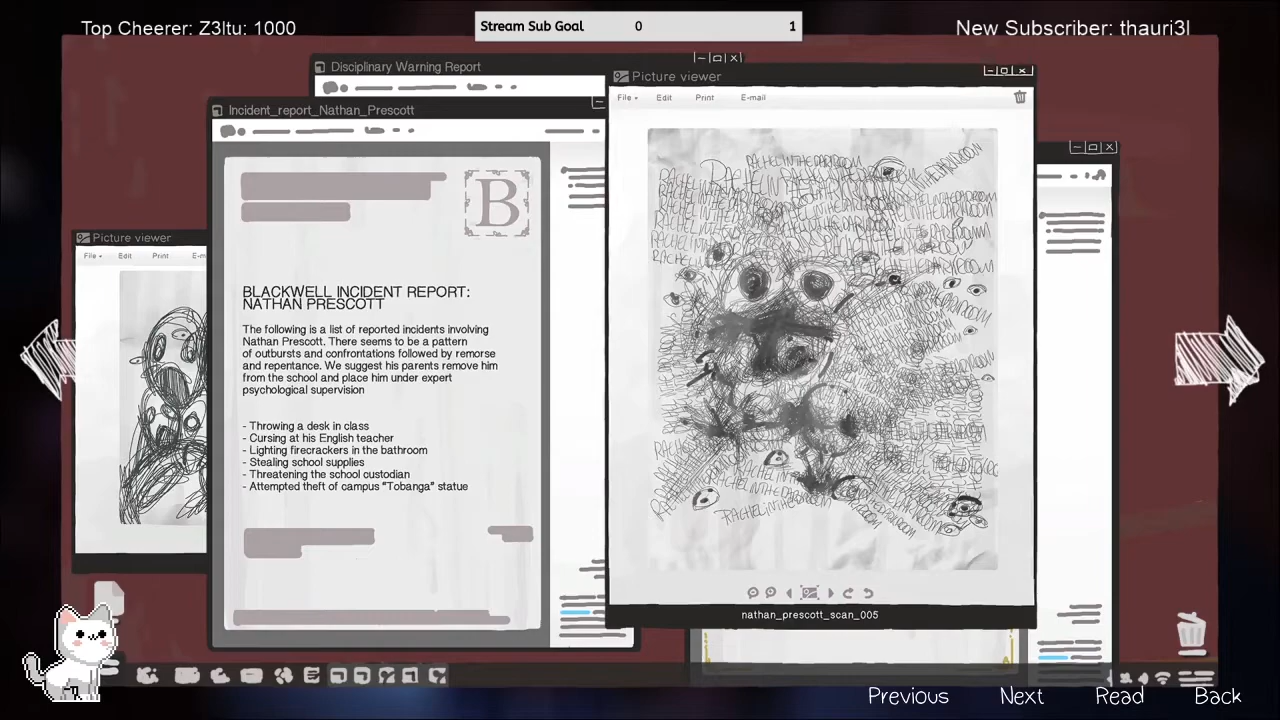 Top Cheerer: Z3ltu: 1000
Stream Sub Goal 0 1
New Subscriber: thauri3l
Disciplinary Warning Report
Picture viewer
File Edit Print E-mail
Incident_report_Nathan_Prescott
B
Picture viewer
File Edit Print
BLACKWELL INCIDENT REPORT:
NATHAN PRESCOTT
The following is a list of reported incidents involving
Nathan Prescott. There seems to be a pattern
of outbursts and confrontations followed by remorse
and repentance. We suggest his parents remove him
from the school and place him under expert
psychological supervision
- Throwing a desk in class
- Cursing at his English teacher
- Lighting firecrackers in the bathroom
- Stealing school supplies
- Threatening the school custodian
- Attempted theft of campus “Tobanga” statue
RACHELINTHEDARKROOM
RACHELINTHEDARKROOM
nathan_prescott_scan_005
Previous Next Read Back